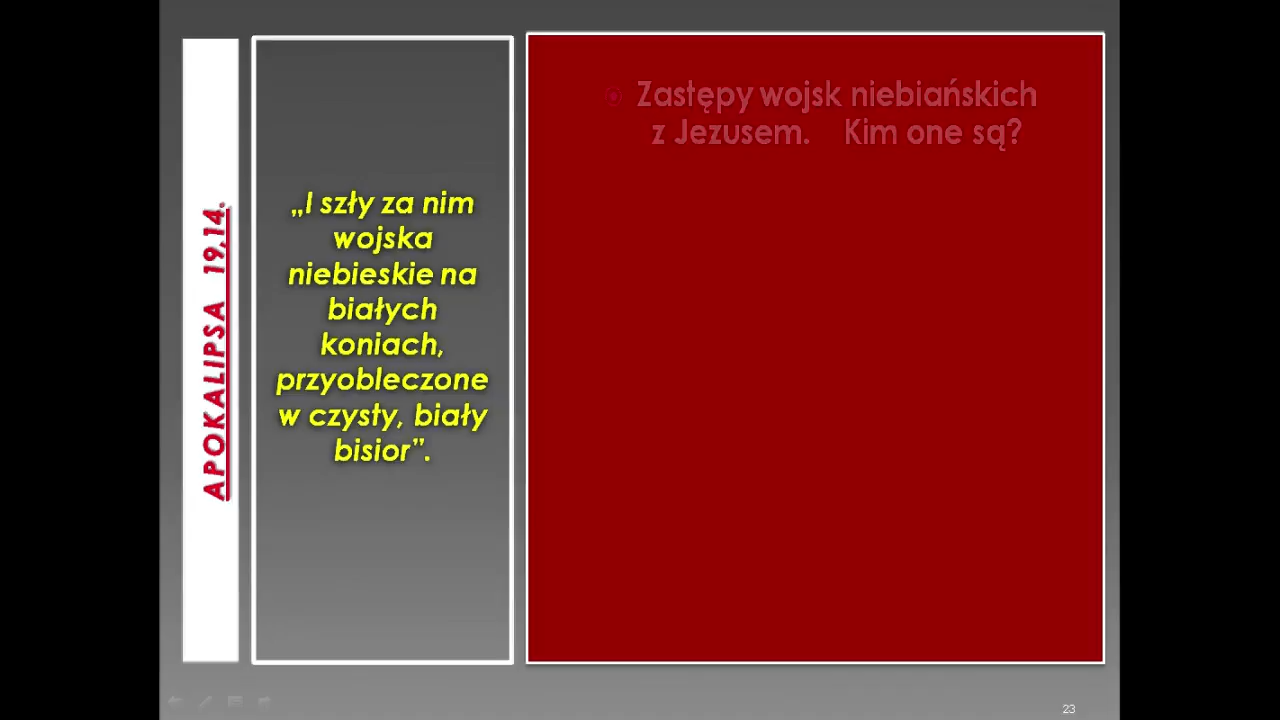 APOKALIPSA 19,14.
„I szły za nim
wojska
niebieskie na
białych
koniach,
przyobleczone
w czysty, biały
bisior”.
Zastępy wojsk niebiańskich
z Jezusem. Kim one są?
23